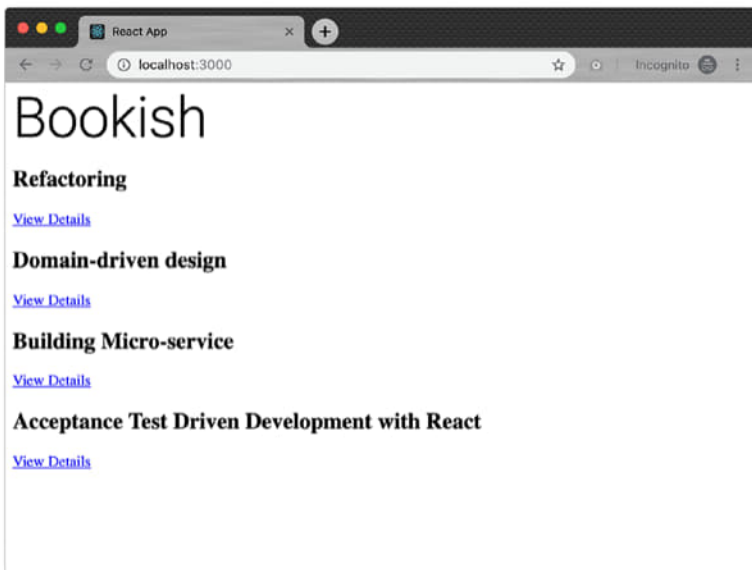 React App
localhost:3000
Incognito
Bookish
Refactoring
View Details
Domain-driven design
View Details
Building Micro-service
View Details
Acceptance Test Driven Development with React
View Details